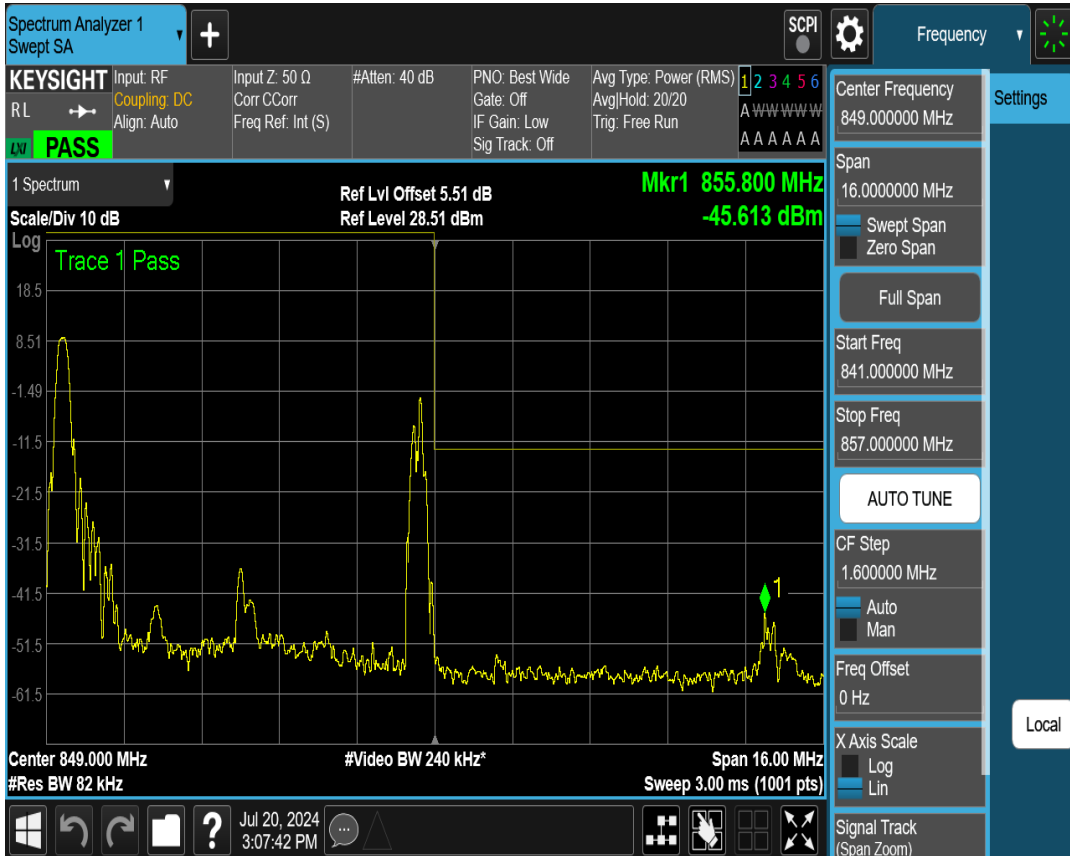 Spectrum Analyzer 1
Swept SA
+
SCPI
Frequency
KEYSIGHT
RL
LXI PASS
Input: RF
Coupling: DC
Align: Auto
Input Z: 50 Ω
Corr CCorr
Freq Ref: Int (S)
#Atten: 40 dB
PNO: Best Wide
Gate: Off
IF Gain: Low
Sig Track: Off
Avg Type: Power (RMS)
Avg|Hold: 20/20
Trig: Free Run
1 2 3 4 5 6
A W W W W W
A A A A A A
1 Spectrum
Scale/Div 10 dB
Ref Lvl Offset 5.51 dB
Ref Level 28.51 dBm
Mkr1 855.800 MHz
-45.613 dBm
Log
Trace 1 Pass
18.5
8.51
-1.49
-11.5
-21.5
-31.5
-41.5
-51.5
-61.5
1
Center 849.000 MHz
#Res BW 82 kHz
#Video BW 240 kHz*
Span 16.00 MHz
Sweep 3.00 ms (1001 pts)
Center Frequency
849.000000 MHz
Span
16.0000000 MHz
Swept Span
Zero Span
Full Span
Start Freq
841.000000 MHz
Stop Freq
857.000000 MHz
AUTO TUNE
CF Step
1.600000 MHz
Auto
Man
Freq Offset
0 Hz
X Axis Scale
Log
Lin
Signal Track
(Span Zoom)
Settings
Local
?
Jul 20, 2024
3:07:42 PM